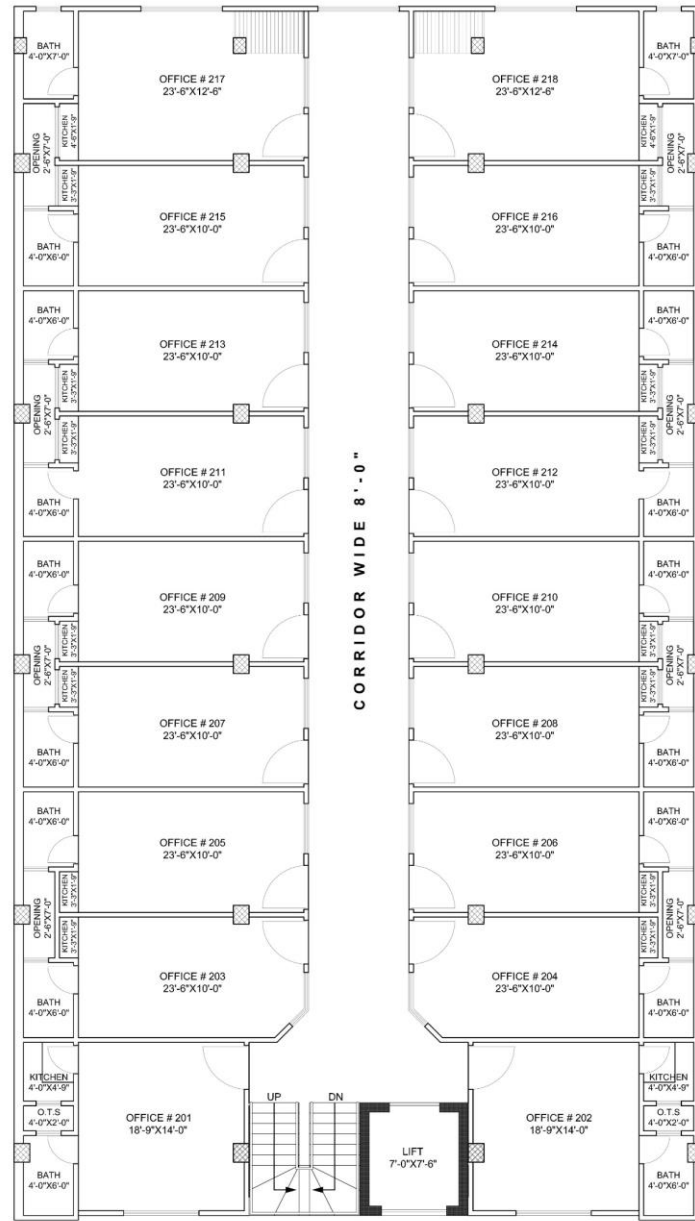 BATH
4'-0"X7'-0"
OFFICE # 217
23'-6"X12'-6"
OFFICE # 218
23'-6"X12'-6"
BATH
4'-0"X7'-0"
OPENING
2'-6"X7'-0"
KITCHEN
4'-6"X1'-9"
KITCHEN
4'-6"X1'-9"
OPENING
2'-6"X7'-0"
KITCHEN
3'-3"X1'-9"
OFFICE # 215
23'-6"X10'-0"
OFFICE # 216
23'-6"X10'-0"
KITCHEN
3'-3"X1'-9"
BATH
4'-0"X6'-0"
BATH
4'-0"X6'-0"
BATH
4'-0"X6'-0"
OFFICE # 213
23'-6"X10'-0"
OFFICE # 214
23'-6"X10'-0"
BATH
4'-0"X6'-0"
OPENING
2'-6"X7'-0"
KITCHEN
3'-3"X1'-9"
KITCHEN
3'-3"X1'-9"
OPENING
2'-6"X7'-0"
KITCHEN
3'-3"X1'-9"
OFFICE # 211
23'-6"X10'-0"
OFFICE # 212
23'-6"X10'-0"
KITCHEN
3'-3"X1'-9"
BATH
4'-0"X6'-0"
BATH
4'-0"X6'-0"
CORRIDOR WIDE 8'-0"
BATH
4'-0"X6'-0"
OFFICE # 209
23'-6"X10'-0"
OFFICE # 210
23'-6"X10'-0"
BATH
4'-0"X6'-0"
OPENING
2'-6"X7'-0"
KITCHEN
3'-3"X1'-9"
KITCHEN
3'-3"X1'-9"
OPENING
2'-6"X7'-0"
KITCHEN
3'-3"X1'-9"
OFFICE # 207
23'-6"X10'-0"
OFFICE # 208
23'-6"X10'-0"
KITCHEN
3'-3"X1'-9"
BATH
4'-0"X6'-0"
BATH
4'-0"X6'-0"
BATH
4'-0"X6'-0"
OFFICE # 205
23'-6"X10'-0"
OFFICE # 206
23'-6"X10'-0"
BATH
4'-0"X6'-0"
OPENING
2'-6"X7'-0"
KITCHEN
3'-3"X1'-9"
KITCHEN
3'-3"X1'-9"
OPENING
2'-6"X7'-0"
KITCHEN
3'-3"X1'-9"
OFFICE # 203
23'-6"X10'-0"
OFFICE # 204
23'-6"X10'-0"
KITCHEN
3'-3"X1'-9"
BATH
4'-0"X6'-0"
BATH
4'-0"X6'-0"
KITCHEN
4'-0"X4'-9"
KITCHEN
4'-0"X4'-9"
UP
DN
O.T.S
4'-0"X2'-0"
OFFICE # 201
18'-9"X14'-0"
OFFICE # 202
18'-9"X14'-0"
O.T.S
4'-0"X2'-0"
LIFT
7'-0"X7'-6"
BATH
4'-0"X6'-0"
BATH
4'-0"X6'-0"